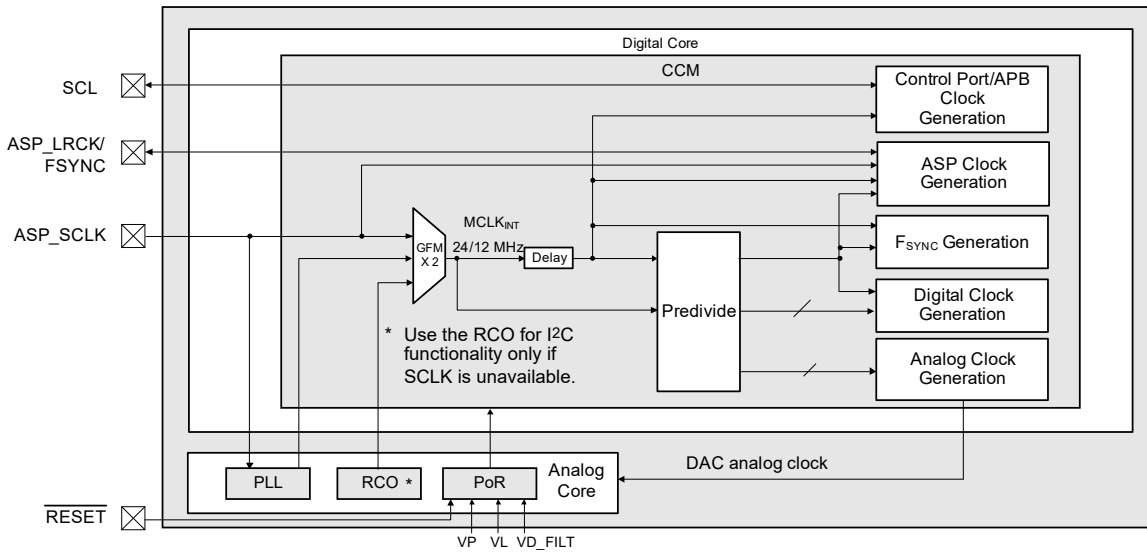 Digital Core
CCM
SCL
Control Port/APB
Clock
Generation
ASP_LRCK/
FSYNC
ASP Clock
Generation
ASP_SCLK
MCLKINT
24/12 MHz
GFM
X 2
Delay
FSYNC Generation
Predivide
Digital Clock
Generation
* Use the RCO for I2C
functionality only if
SCLK is unavailable.
Analog Clock
Generation
DAC analog clock
PLL
RCO *
PoR
Analog
Core
RESET
VP
VL
VD_FILT